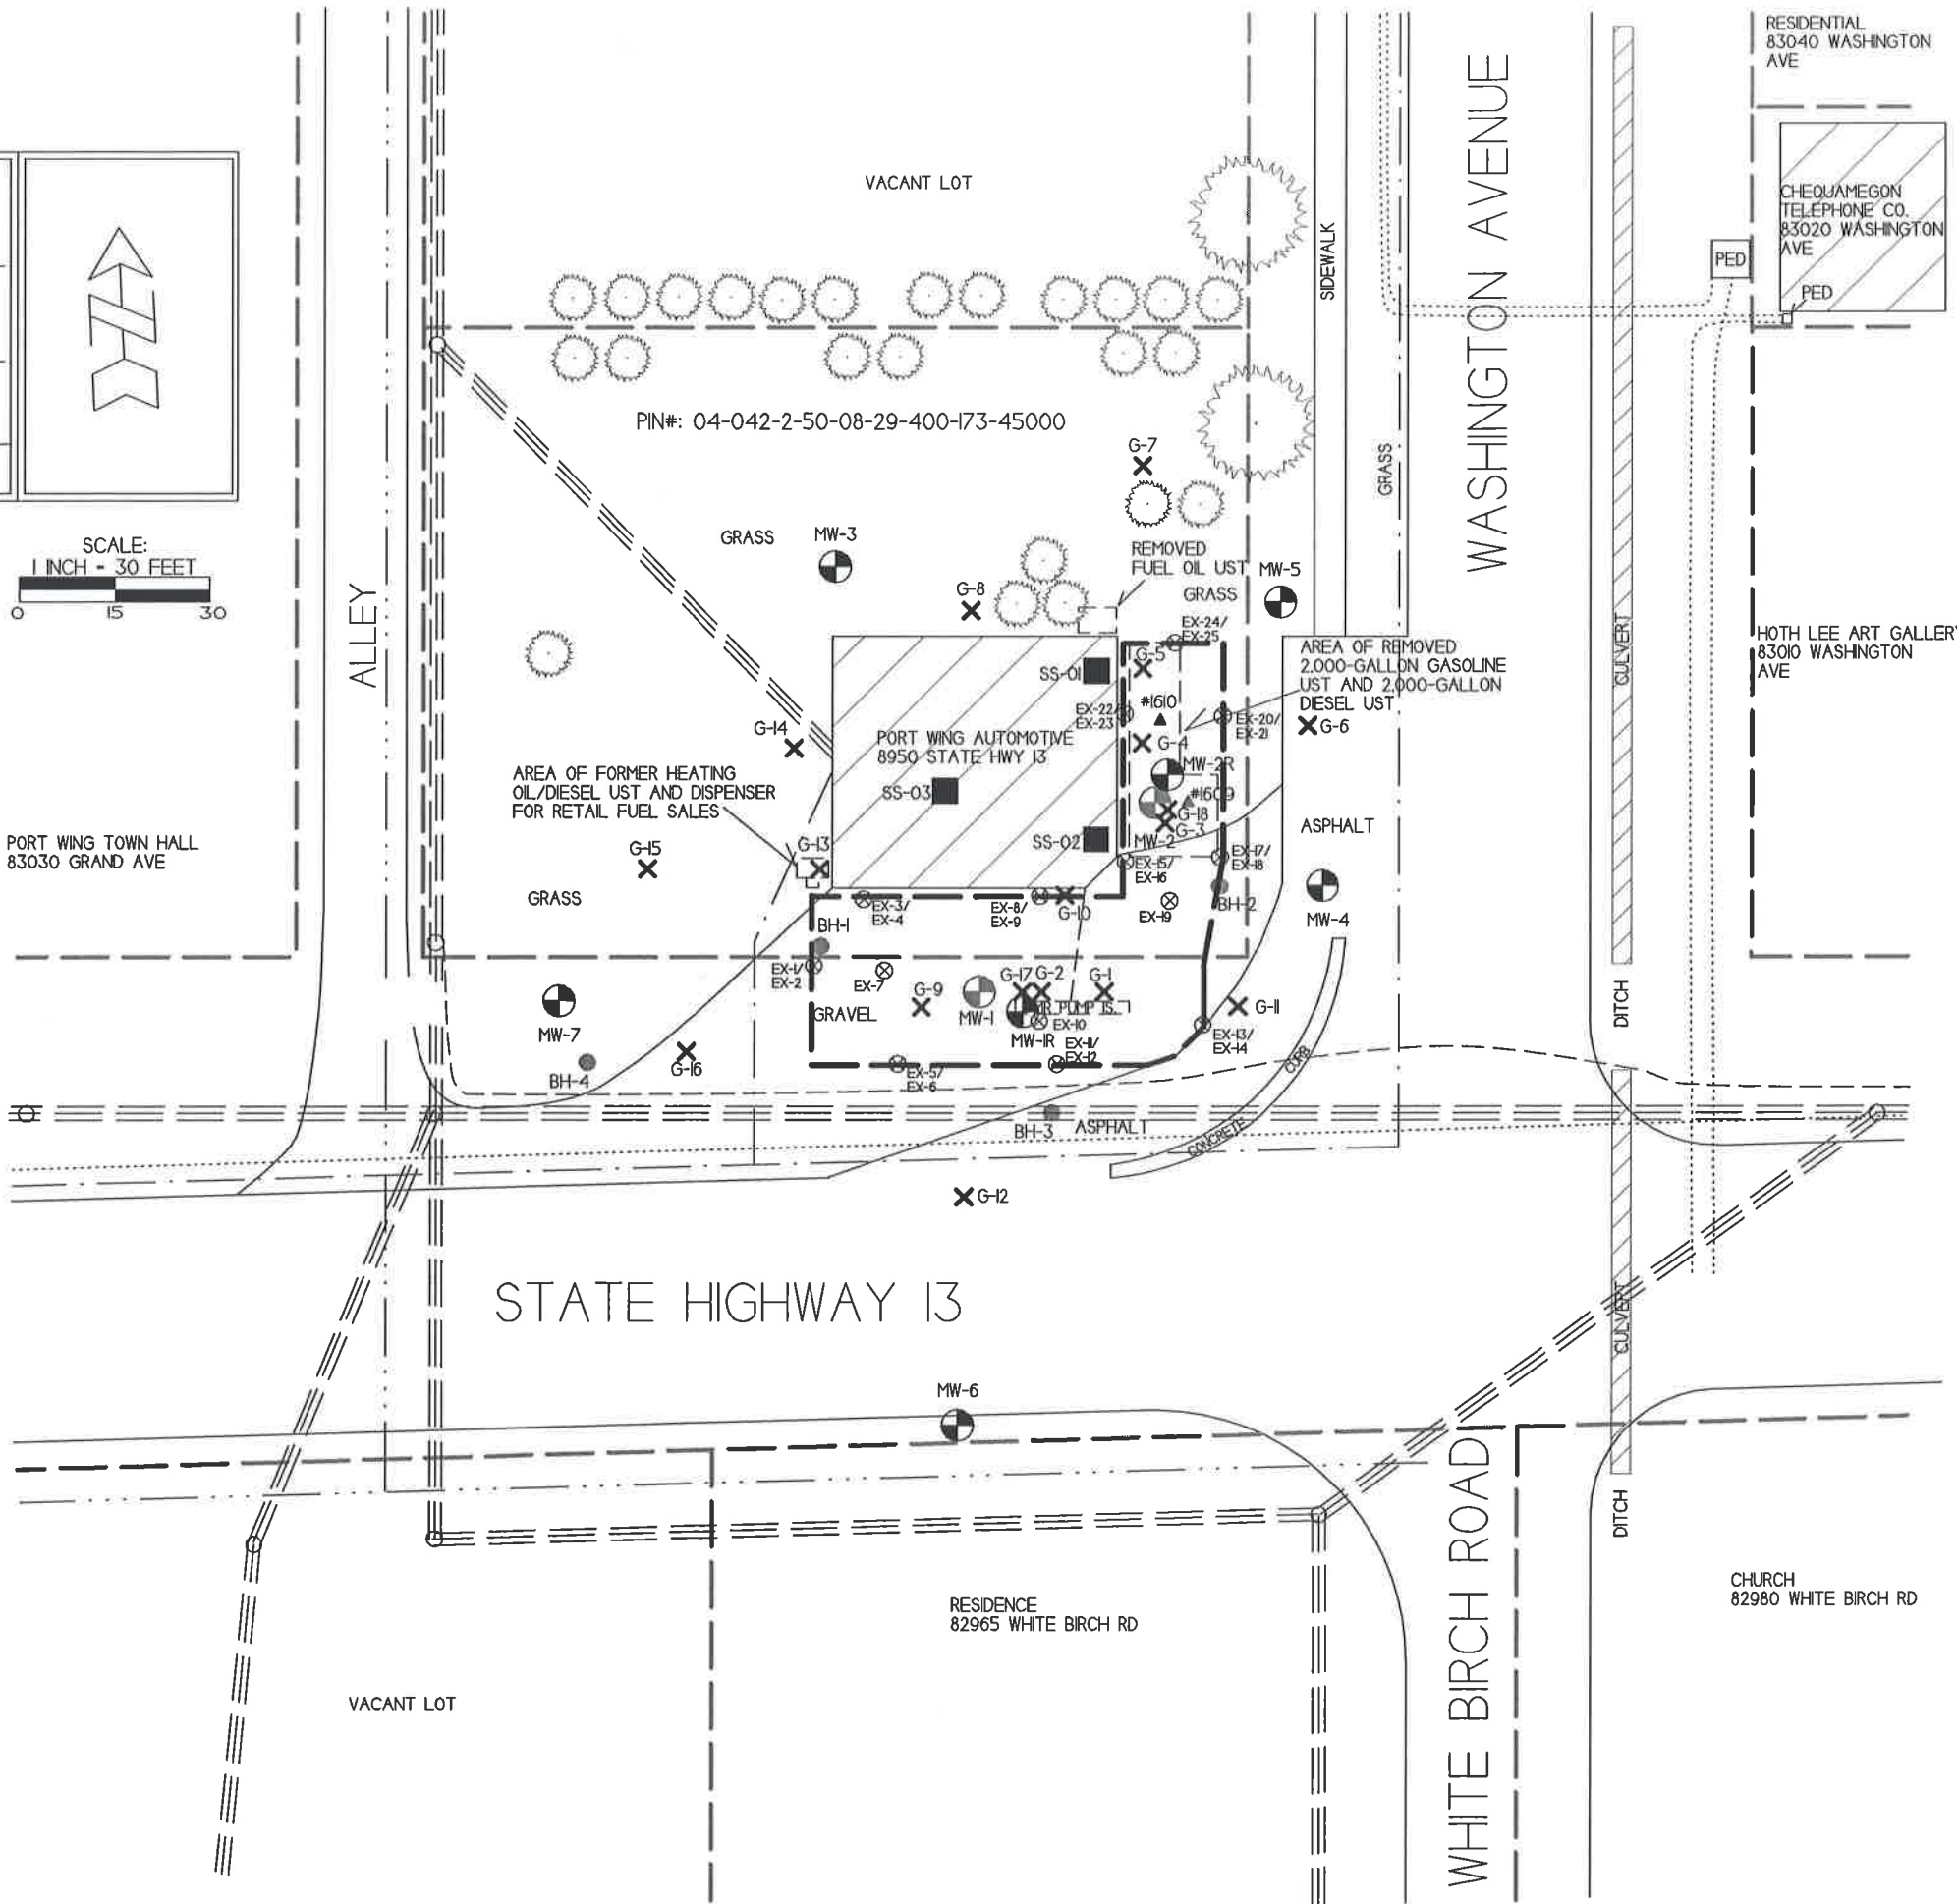 RESIDENTIAL
83040 WASHINGTON
AVE
WASHINGTON AVENUE
CHEQUAMEGON
TELEPHONE CO.
83020 WASHINGTON
AVE
PED
PED
VACANT LOT
SIDEWALK
PIN#: 04-042-2-50-08-29-400-173-45000
GRASS
G-7
SCALE:
1 INCH = 30 FEET
0 15 30
ALLEY
GRASS
MW-3
G-8
REMOVED
FUEL OIL UST
GRASS
MW-5
EX-24/
EX-25
AREA OF REMOVED
2,000-GALLON GASOLINE
UST AND 2,000-GALLON
DIESEL UST
G-6
CULVERT
HOTH LEE ART GALLERY
83010 WASHINGTON
AVE
SS-01
G-5
#1610
EX-22/
EX-23
EX-20/
EX-21
G-4
MW-2R
#1609
G-18
G-3
MW-2
G-14
PORT WING AUTOMOTIVE
8950 STATE HWY 13
SS-03
SS-02
AREA OF FORMER HEATING
OIL/DIESEL UST AND DISPENSER
FOR RETAIL FUEL SALES
PORT WING TOWN HALL
83030 GRAND AVE
G-15
G-13
GRASS
ASPHALT
EX-15/
EX-16
EX-17/
EX-18
EX-19
BH-2
MW-4
BH-1
EX-3/
EX-4
EX-8/
EX-9
G-10
EX-1/
EX-2
EX-7
G-9
MW-1
G-17
G-2
G-1
PUMP IS.
EX-10
MW-1R
EX-11/
EX-12
G-11
EX-13/
EX-14
DITCH
MW-7
GRAVEL
BH-4
G-16
EX-5/
EX-6
BH-3
ASPHALT
CONCRETE
CURB
G-12
STATE HIGHWAY 13
CULVERT
MW-6
DITCH
WHITE BIRCH ROAD
RESIDENCE
82965 WHITE BIRCH RD
CHURCH
82980 WHITE BIRCH RD
VACANT LOT